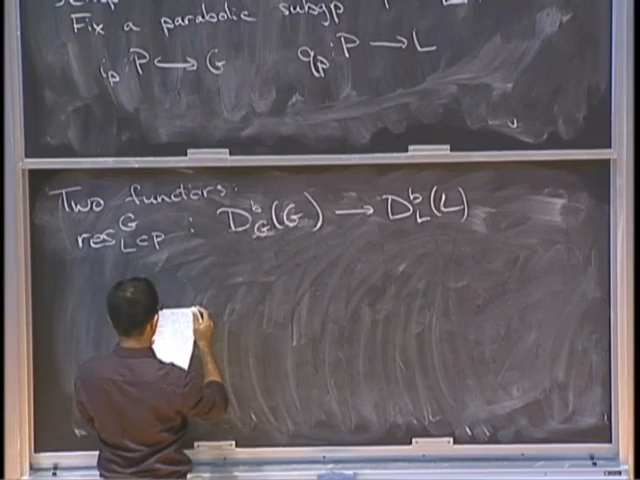 Fix a parabolic subgp
i_P : P ↪ G    q_P : P → L
Two functors:
res^G_{L⊂P} : D^b_G(G) → D^b_L(L)